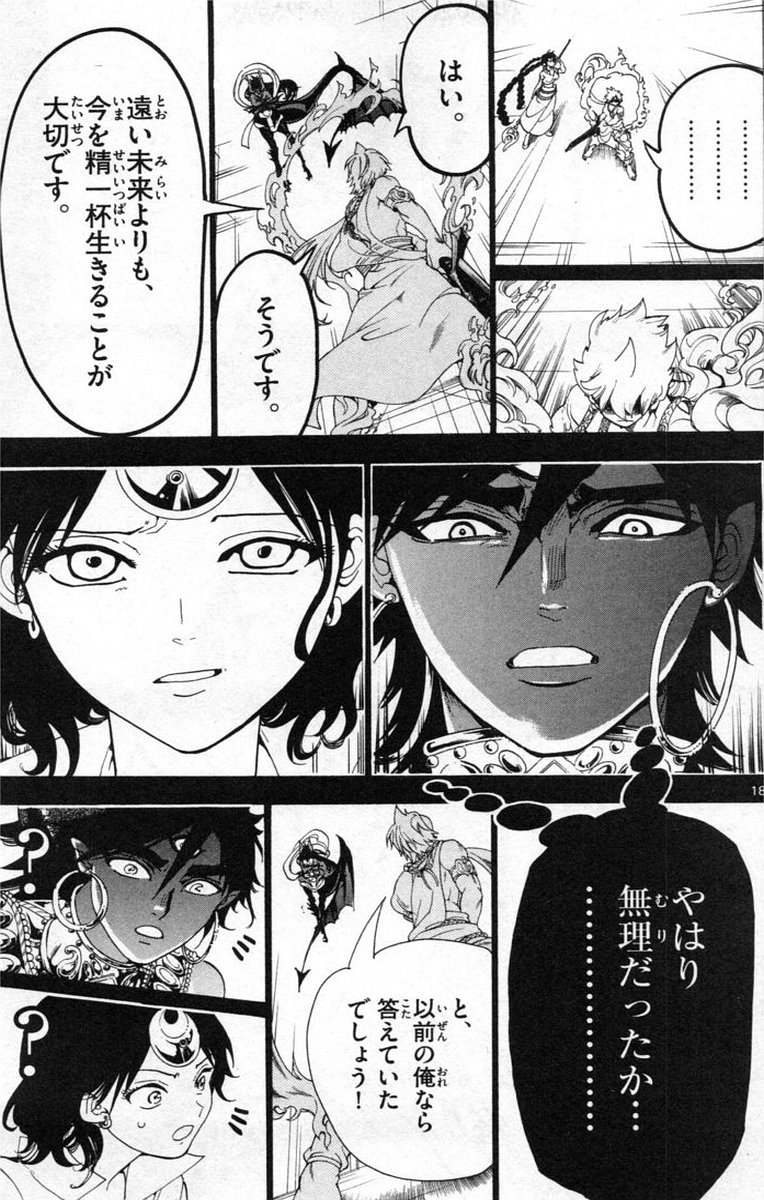 ………
………
はい。
そうです。
遠い未来よりも、
今を精一杯生きることが
大切です。
18
やはり
無理だったか…
…………
と、
以前の俺なら
答えていた
でしょう！
？
？